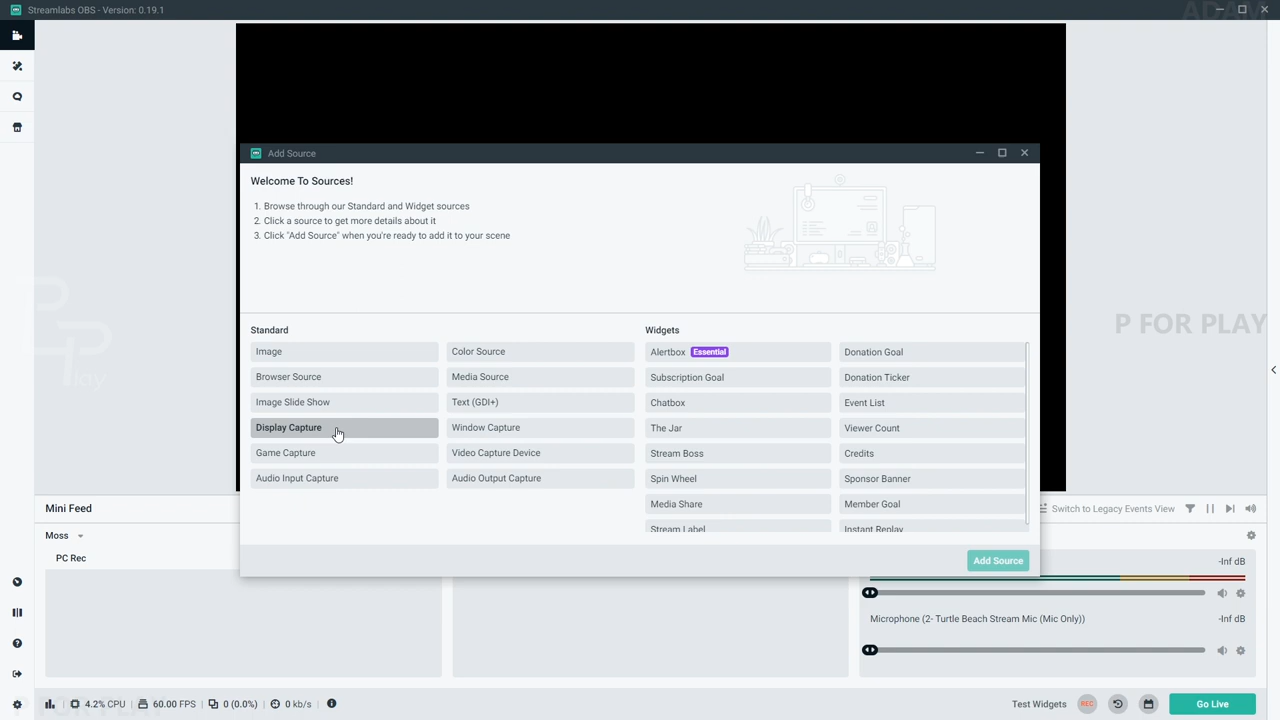 Streamlabs OBS - Version: 0.19.1
ADAM
Add Source
Welcome To Sources!
1. Browse through our Standard and Widget sources
2. Click a source to get more details about it
3. Click "Add Source" when you're ready to add it to your scene
Standard
Widgets
Image
Color Source
Alertbox Essential
Donation Goal
Browser Source
Media Source
Subscription Goal
Donation Ticker
Image Slide Show
Text (GDI+)
Chatbox
Event List
Display Capture
Window Capture
The Jar
Viewer Count
Game Capture
Video Capture Device
Stream Boss
Credits
Audio Input Capture
Audio Output Capture
Spin Wheel
Sponsor Banner
Media Share
Member Goal
Stream Label
Instant Replay
Add Source
P FOR PLAY
Mini Feed
Switch to Legacy Events View
Moss
PC Rec
-Inf dB
Microphone (2- Turtle Beach Stream Mic (Mic Only))
-Inf dB
4.2% CPU
60.00 FPS
0 (0.0%)
0 kb/s
Test Widgets
REC
Go Live